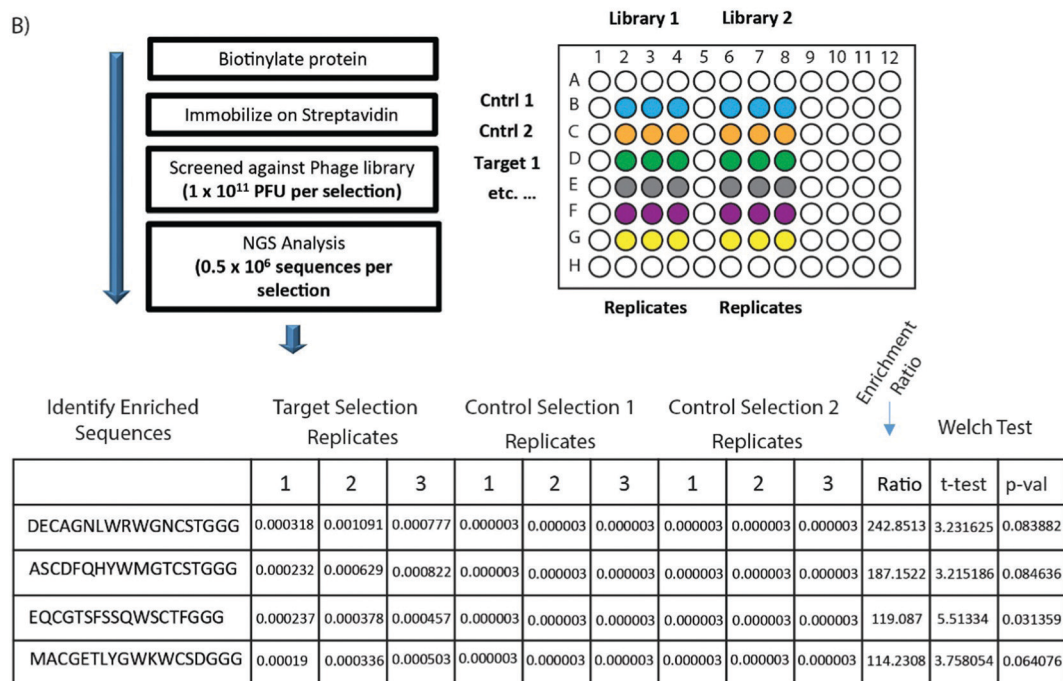 B)
Biotinylate protein
Immobilize on Streptavidin
Screened against Phage library
(1 x 10¹¹ PFU per selection)
NGS Analysis
(0.5 x 10⁶ sequences per
selection
Library 1 Library 2
1 2 3 4 5 6 7 8 9 10 11 12
A
B
C
D
E
F
G
H
Cntrl 1
Cntrl 2
Target 1
etc. ...
Replicates Replicates
Enrichment
Ratio
Identify Enriched
Sequences
Target Selection
Replicates
Control Selection 1
Replicates
Control Selection 2
Replicates
Welch Test
1 2 3 1 2 3 1 2 3 Ratio t-test p-val
DECAGNLWRWGNCSTGGG 0.000318 0.001091 0.000777 0.000003 0.000003 0.000003 0.000003 0.000003 0.000003 242.8513 3.231625 0.083882
ASCDFQHYWMGTCSTGGG 0.000232 0.000629 0.000822 0.000003 0.000003 0.000003 0.000003 0.000003 0.000003 187.1522 3.215186 0.084636
EQCGTSFSSQWSCTFGGG 0.000237 0.000378 0.000457 0.000003 0.000003 0.000003 0.000003 0.000003 0.000003 119.087 5.51334 0.031359
MACGETLYGWKWCSDGGG 0.00019 0.000336 0.000503 0.000003 0.000003 0.000003 0.000003 0.000003 0.000003 114.2308 3.758054 0.064076